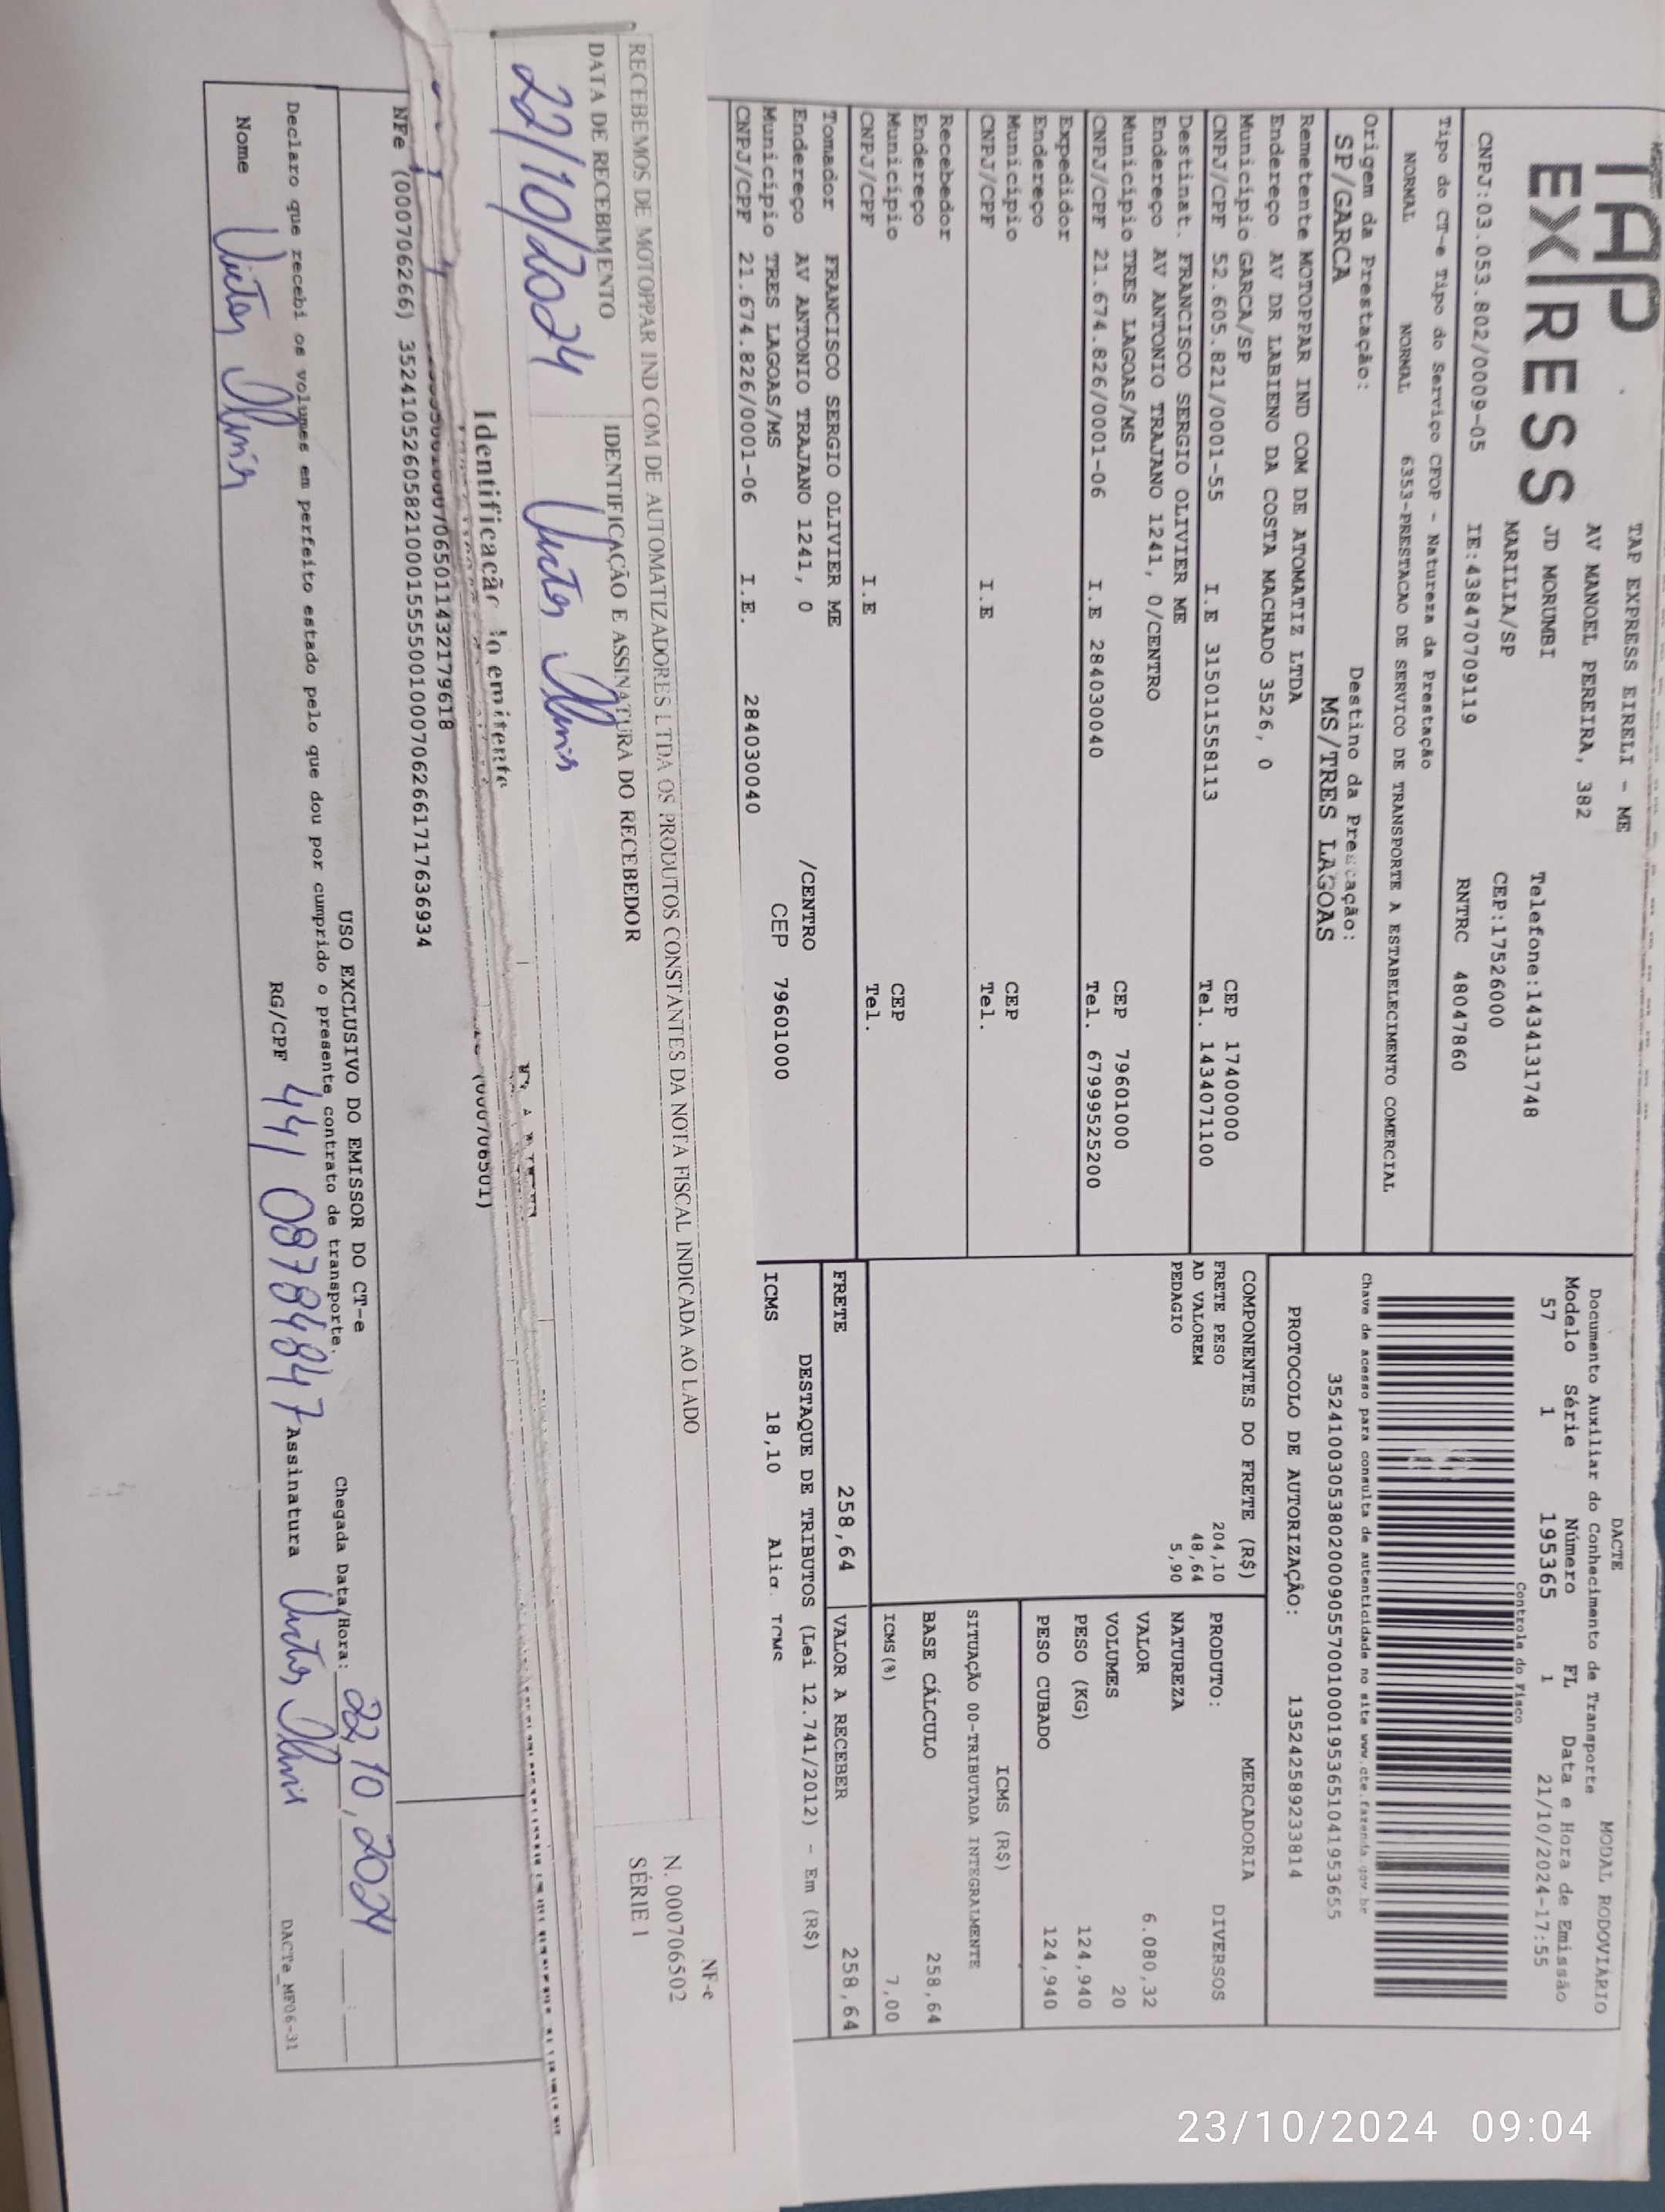 TAP
EXPRESS
TAP EXPRESS EIRELI - ME
AV MANOEL PEREIRA, 382
JD MORUMBI Telefone:1434131748
MARILIA/SP CEP:17526000
CNPJ:03.053.802/0009-05 IE:438470709119 RNTRC 48047860
Tipo do CT-e Tipo do Serviço CFOP - Natureza da Prestação
NORMAL NORMAL 6353-PRESTACAO DE SERVICO DE TRANSPORTE A ESTABELECIMENTO COMERCIAL
Origem da Prestação: Destino da Prestação:
SP/GARCA MS/TRES LAGOAS
DACTE MODAL RODOVIÁRIO
Documento Auxiliar do Conhecimento de Transporte
Modelo Série Número FL Data e Hora de Emissão
57 1 195365 1 21/10/2024-17:55
Controle do Fisco
Chave de acesso para consulta de autenticidade no site www.cte.fazenda.gov.br
35241003053802000905570010001953651041953655
PROTOCOLO DE AUTORIZAÇÃO: 135242589233814
Remetente MOTOPPAR IND COM DE ATOMATIZ LTDA
Endereço AV DR LABIENO DA COSTA MACHADO 3526, 0
Município GARCA/SP CEP 17400000
CNPJ/CPF 52.605.821/0001-55 I.E 315011558113 Tel. 1434071100
Destinat. FRANCISCO SERGIO OLIVIER ME
Endereço AV ANTONIO TRAJANO 1241, 0/CENTRO
Município TRES LAGOAS/MS CEP 79601000
CNPJ/CPF 21.674.826/0001-06 I.E 284030040 Tel. 67999525200
Expedidor
Endereço
Município CEP
CNPJ/CPF I.E Tel.
Recebedor
Endereço
Município CEP
CNPJ/CPF I.E Tel.
Tomador FRANCISCO SERGIO OLIVIER ME
Endereço AV ANTONIO TRAJANO 1241, 0 /CENTRO
Município TRES LAGOAS/MS CEP 79601000
CNPJ/CPF 21.674.826/0001-06 I.E. 284030040
COMPONENTES DO FRETE (R$)
FRETE PESO 204,10
AD VALOREM 48,64
PEDAGIO 5,90
MERCADORIA
PRODUTO: DIVERSOS
NATUREZA
VALOR 6.080,32
VOLUMES 20
PESO (KG) 124,940
PESO CUBADO 124,940
ICMS (R$)
SITUAÇÃO 00-TRIBUTADA INTEGRALMENTE
BASE CÁLCULO 258,64
ICMS(%) 7,00
FRETE 258,64 VALOR A RECEBER 258,64
DESTAQUE DE TRIBUTOS (Lei 12.741/2012) - Em (R$)
ICMS 18,10 Aliq. ICMS
RECEBEMOS DE MOTOPPAR IND COM DE AUTOMATIZADORES LTDA OS PRODUTOS CONSTANTES DA NOTA FISCAL INDICADA AO LADO
NF-e
N. 000706502
SÉRIE 1
DATA DE RECEBIMENTO IDENTIFICAÇÃO E ASSINATURA DO RECEBEDOR
22/10/2024
Identificação do emitente
(000706501)
7065011432179618
NFe (000706266) 35241052605821000155550010007062661717636934
USO EXCLUSIVO DO EMISSOR DO CT-e
Declaro que recebi os volumes em perfeito estado pelo que dou por cumprido o presente contrato de transporte.
Chegada Data/Hora: 22,10,2024
Nome Victor RG/CPF 441 087 848 47 Assinatura Victor
DACTe_MF06-31
23/10/2024 09:04